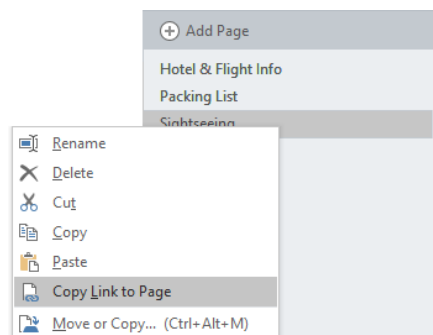 Add Page
Hotel & Flight Info
Packing List
Sightseeing
Rename
Delete
Cut
Copy
Paste
Copy Link to Page
Move or Copy... (Ctrl+Alt+M)